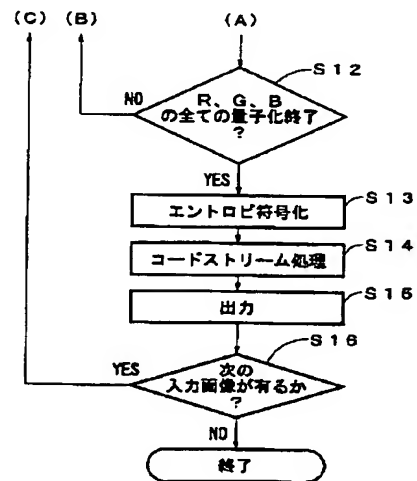 (C) (B) (A)
S12
NO
R、G、B
の全ての量子化終了
?
YES
S13
エントロピ符号化
S14
コードストリーム処理
S15
出力
S16
YES
次の
入力画像が有るか
?
NO
終了